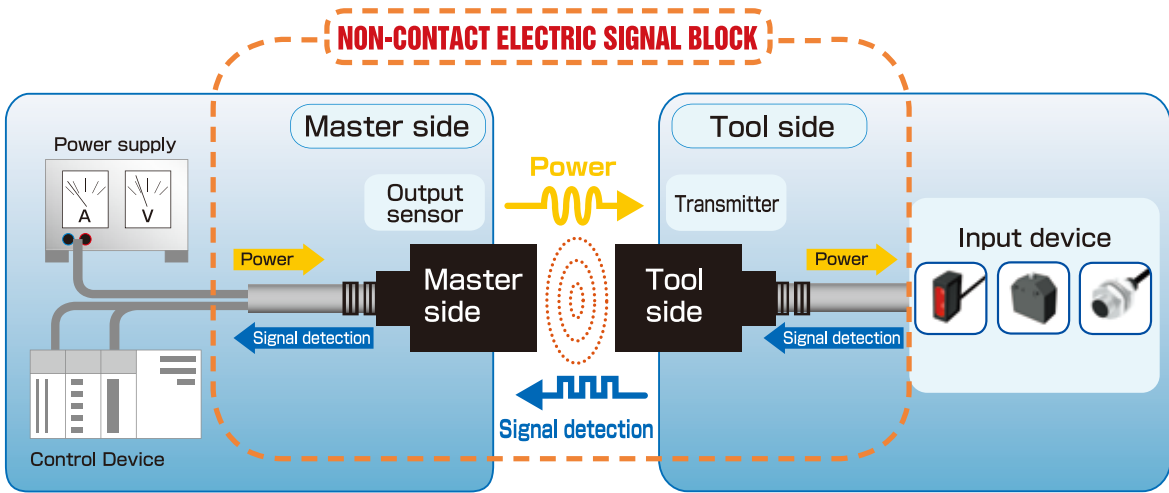 NON-CONTACT ELECTRIC SIGNAL BLOCK
Master side
Power supply
A
V
Output
sensor
Power
Master
side
Signal detection
Control Device
Power
Signal detection
Tool side
Transmitter
Tool
side
Power
Signal detection
Input device